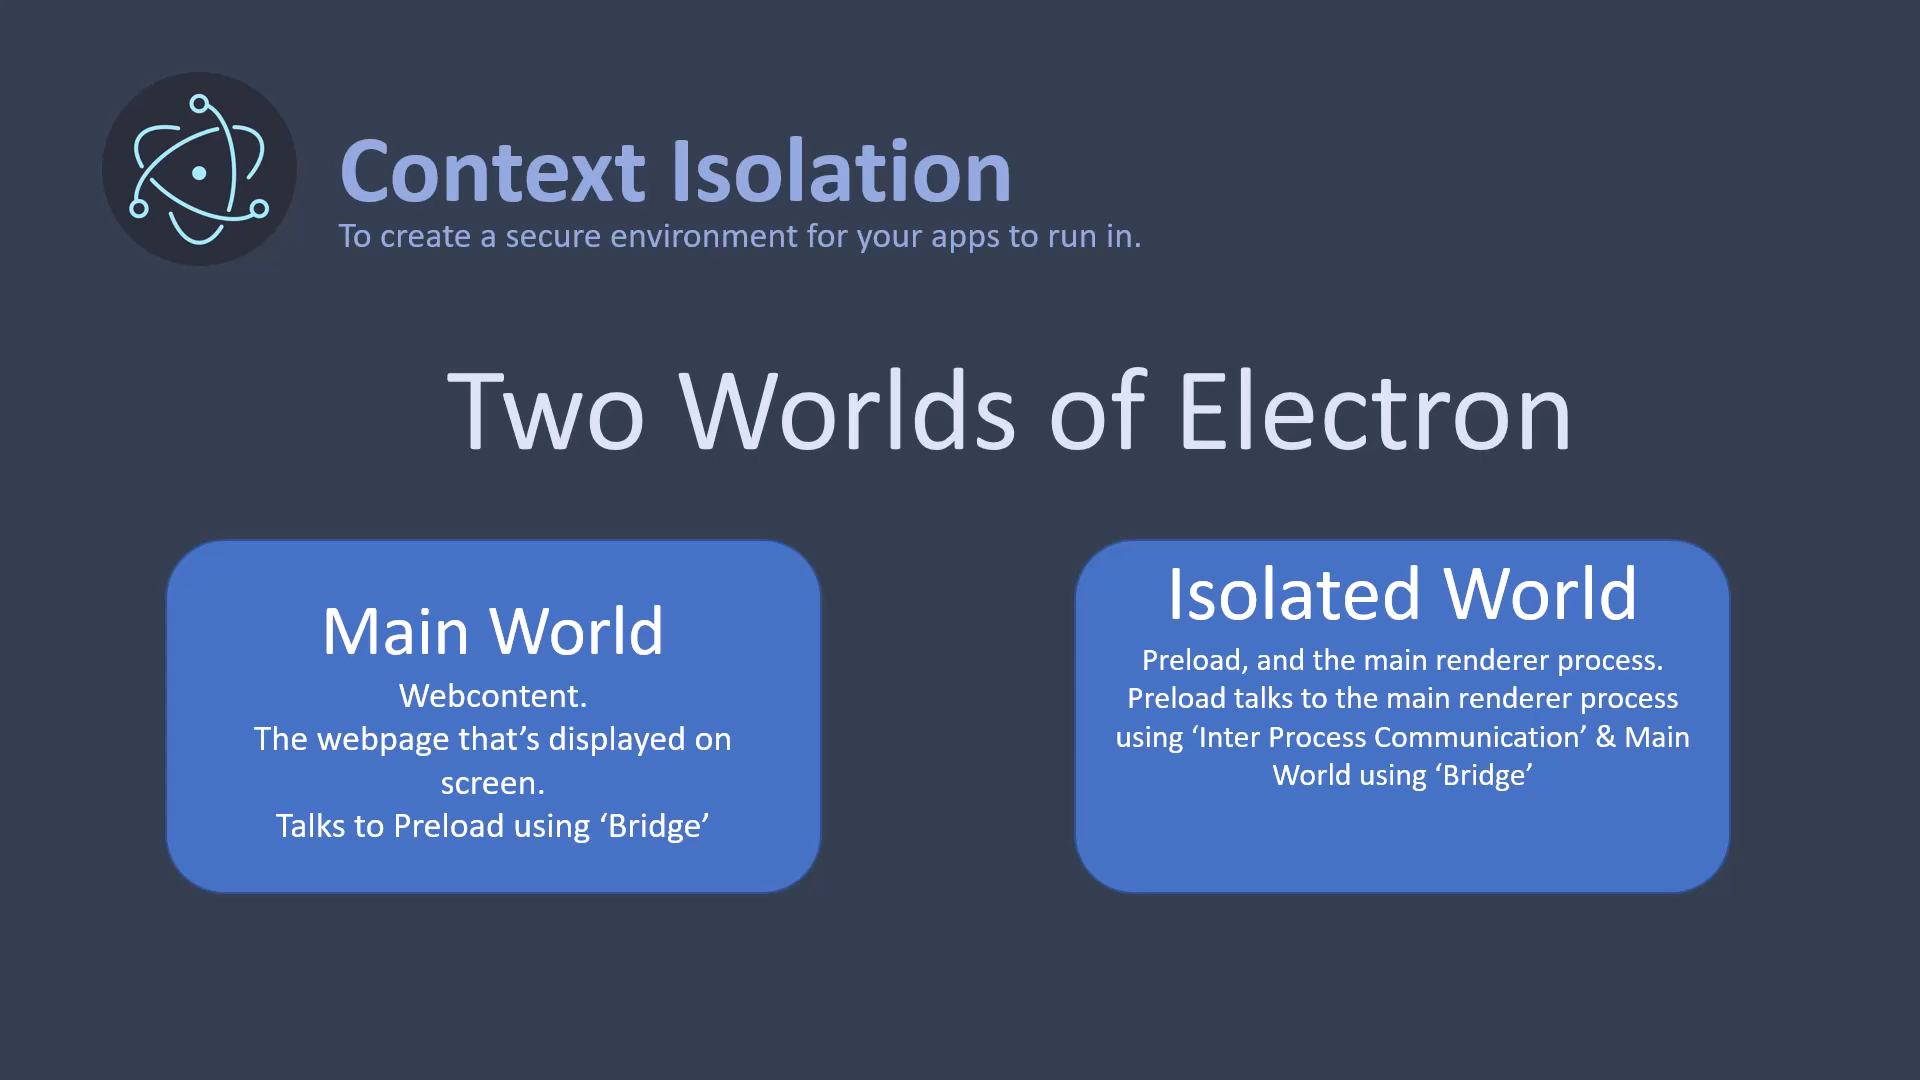 Context Isolation
To create a secure environment for your apps to run in.
Two Worlds of Electron
Main World
Webcontent.
The webpage that’s displayed on
screen.
Talks to Preload using ‘Bridge’
Isolated World
Preload, and the main renderer process.
Preload talks to the main renderer process
using ‘Inter Process Communication’ & Main
World using ‘Bridge’